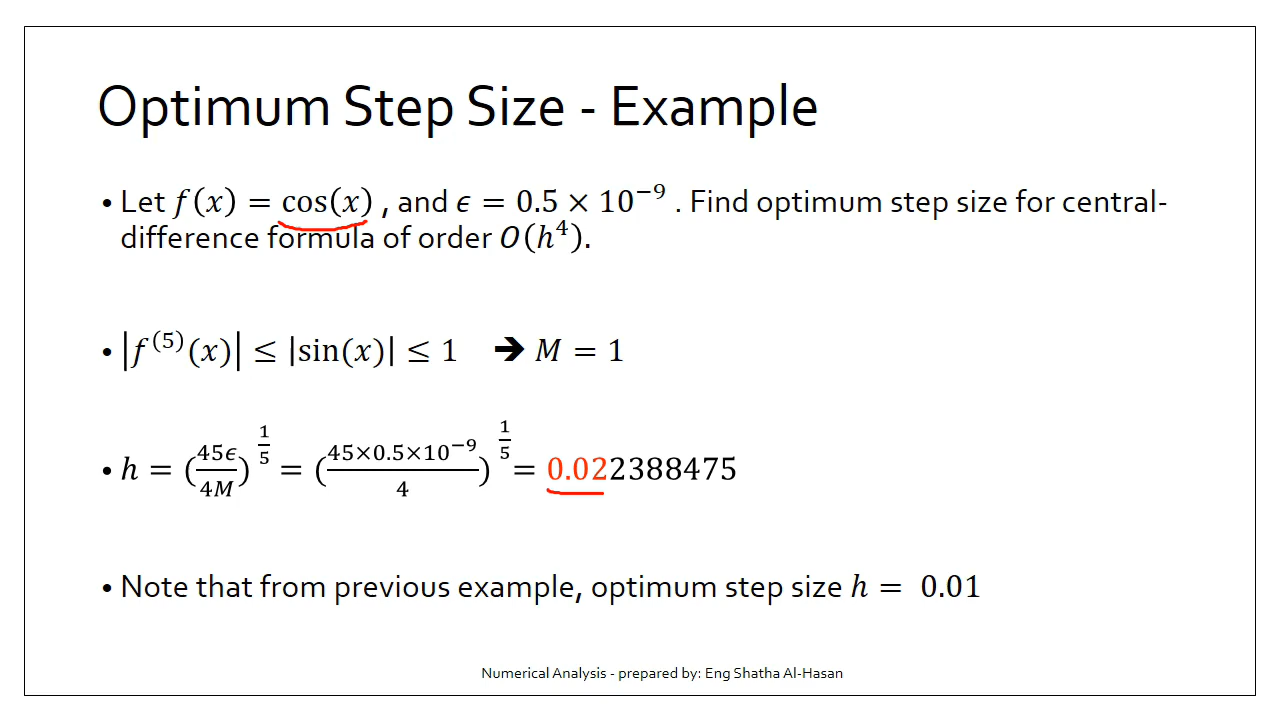 Optimum Step Size - Example
• Let f(x) = cos(x) , and ϵ = 0.5 × 10⁻⁹ . Find optimum step size for central-
difference formula of order O(h⁴).
• |f⁽⁵⁾(x)| ≤ |sin(x)| ≤ 1 ➔ M = 1
• h = (45ϵ/4M)^(1/5) = (45×0.5×10⁻⁹/4)^(1/5) = 0.022388475
• Note that from previous example, optimum step size h = 0.01
Numerical Analysis - prepared by: Eng Shatha Al-Hasan